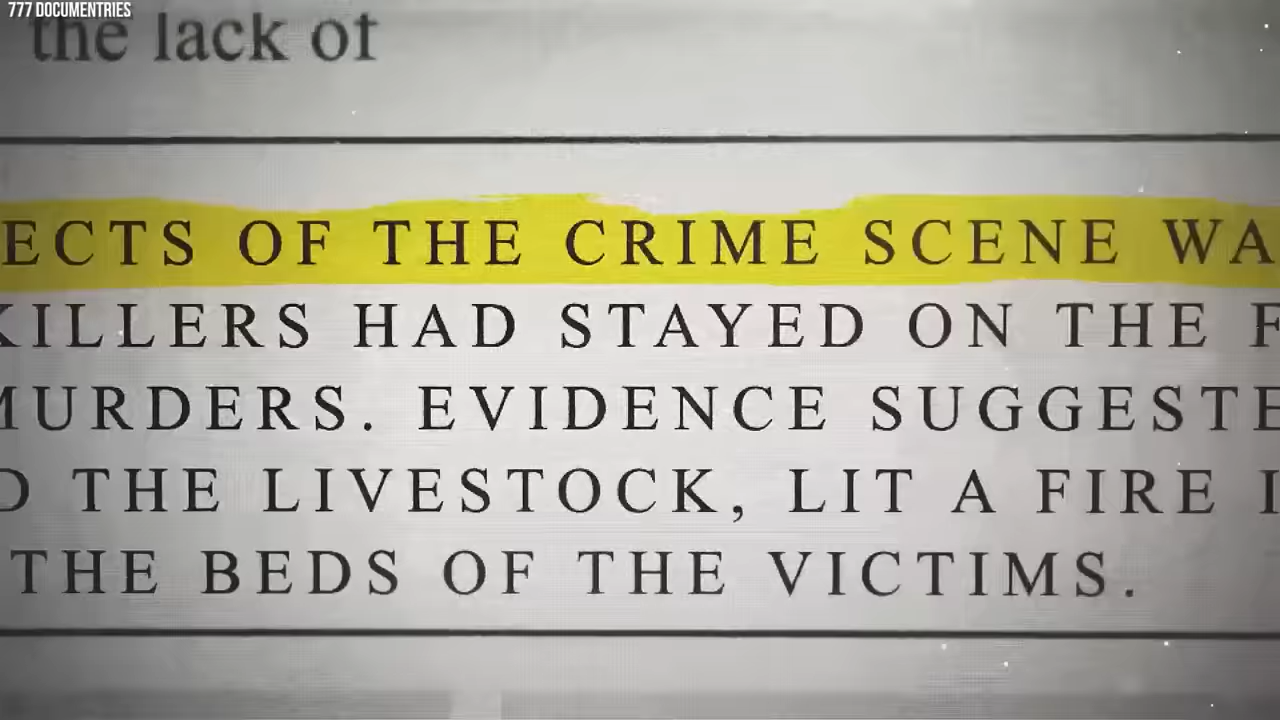 777 DOCUMENTRIES
the lack of
ECTS OF THE CRIME SCENE WA
KILLERS HAD STAYED ON THE F
MURDERS. EVIDENCE SUGGESTE
D THE LIVESTOCK, LIT A FIRE I
THE BEDS OF THE VICTIMS.